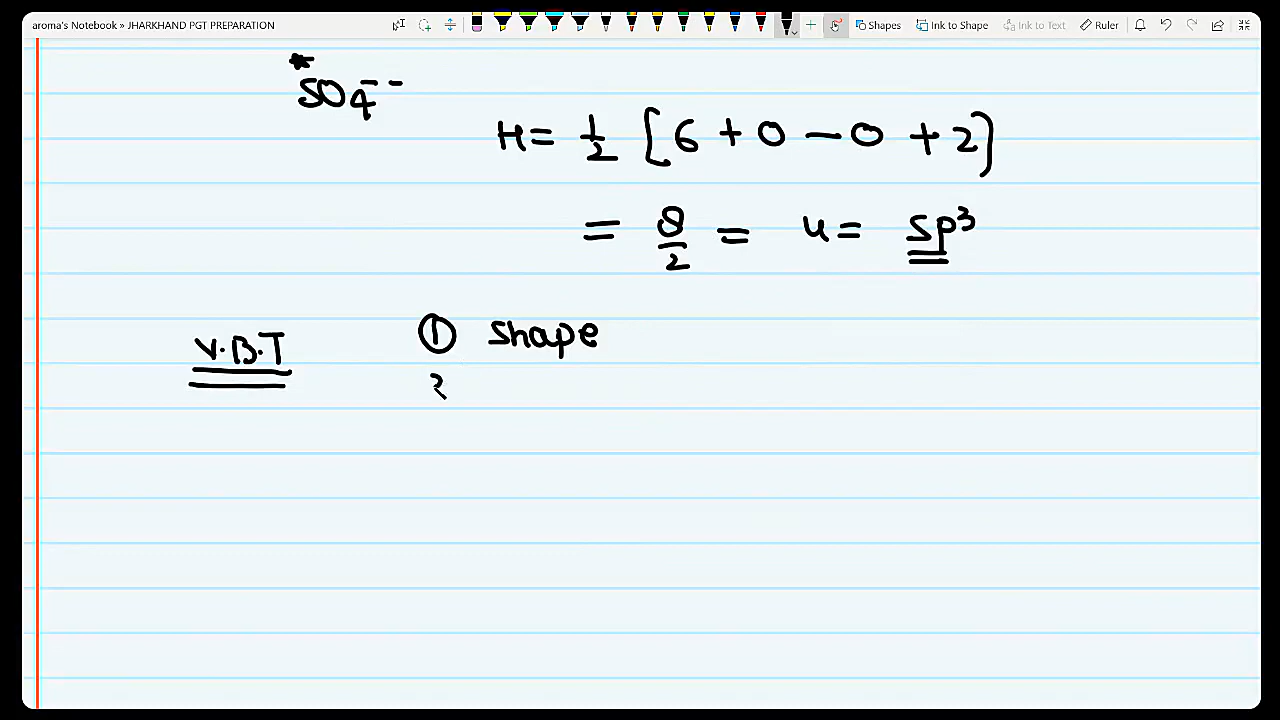 aroma's Notebook » JHARKHAND PGT PREPARATION
Shapes
Ink to Shape
Ink to Text
Ruler
*
SO4--
H = 1/2 [6 + 0 - 0 + 2]
= 8/2 = 4 = sp³
V.B.T
① shape
2